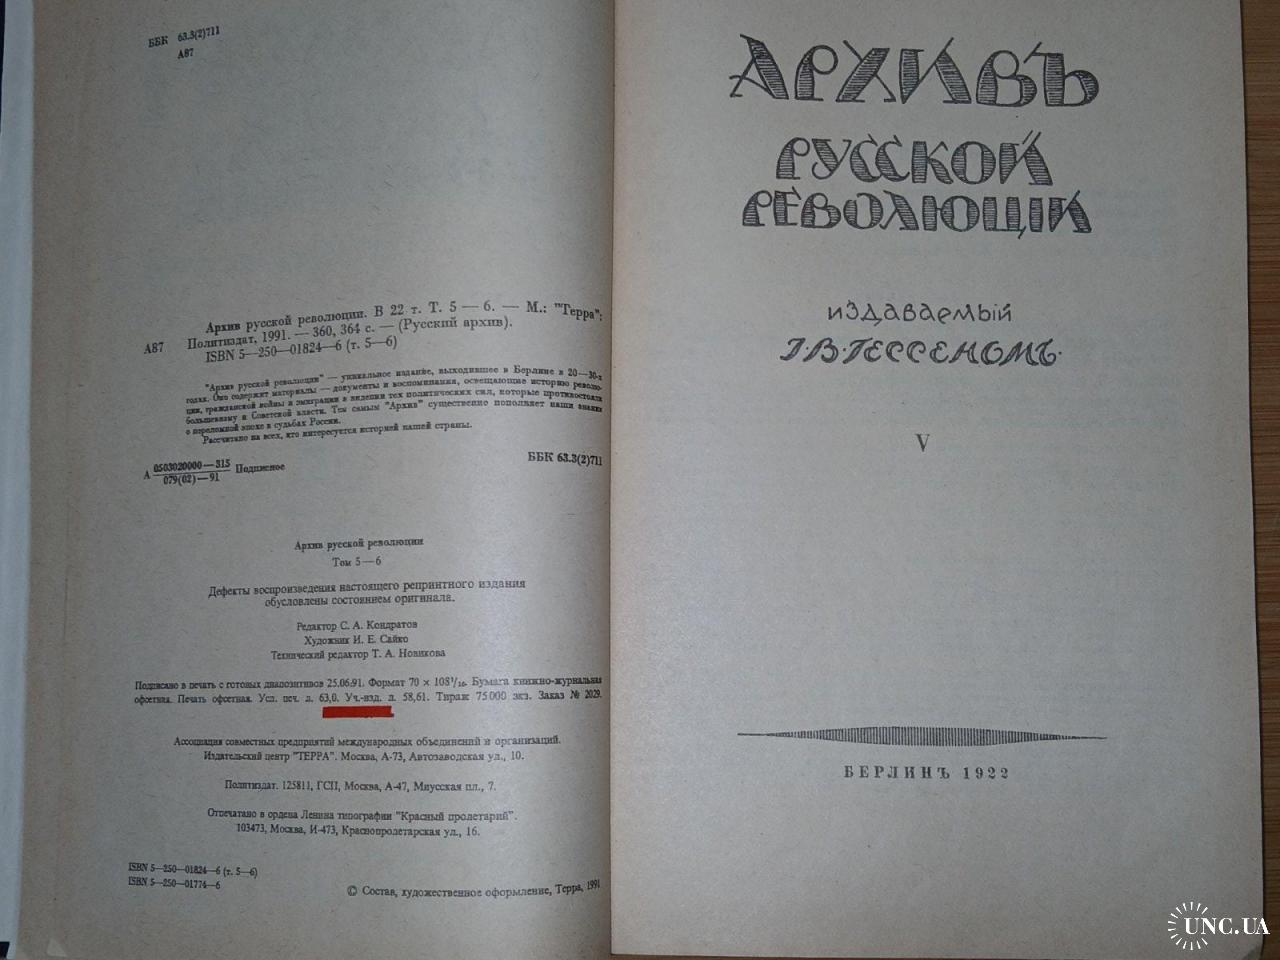 ББК 63.3(2)711
А87
Архив русской революции. В 22 т. Т. 5 — 6. — М.: "Терра";
А87 Политиздат, 1991. — 360, 364 с. — (Русский архив).
ISBN 5—250—01824—6 (т. 5—6)
"Архив русской революции" — уникальное издание, выходившее в Берлине в 20—30-х
годах. Оно содержит материалы — документы и воспоминания, освещающие историю револю-
ции, гражданской войны и эмиграции в видении тех политических сил, которые противостояли
большевизму и Советской власти. Тем самым "Архив" существенно пополняет наши знания
о переломной эпохе в судьбах России.
Рассчитано на всех, кто интересуется историей нашей страны.
А 0503020000—315 Подписное
079(02)—91
ББК 63.3(2)711
Архив русской революции
Том 5—6
Дефекты воспроизведения настоящего репринтного издания
обусловлены состоянием оригинала.
Редактор С. А. Кондратов
Художник И. Е. Сайко
Технический редактор Т. А. Новикова
Подписано в печать с готовых диапозитивов 25.06.91. Формат 70 × 108¹/₁₆. Бумага книжно-журнальная
офсетная. Печать офсетная. Усл. печ. л. 63,0. Уч.-изд. л. 58,61. Тираж 75000 экз. Заказ № 2029.
Ассоциация совместных предприятий международных объединений и организаций.
Издательский центр "ТЕРРА". Москва, А-73, Автозаводская ул., 10.
Политиздат. 125811, ГСП, Москва, А-47, Миусская пл., 7.
Отпечатано в ордена Ленина типографии "Красный пролетарий".
103473, Москва, И-473, Краснопролетарская ул., 16.
ISBN 5—250—01824—6 (т. 5—6)
ISBN 5—250—01774—6
© Состав, художественное оформление, Терра, 1991
АРХИВЪ
РУССКОЙ
РЕВОЛЮЦІИ
издаваемый
І·В·ГЕССЕНОМЪ·
V
БЕРЛИНЪ 1922
UNC.UA